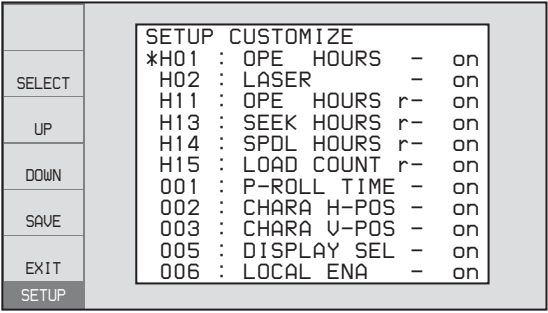 SETUP CUSTOMIZE
*H01 : OPE HOURS - on
H02 : LASER - on
H11 : OPE HOURS r- on
H13 : SEEK HOURS r- on
H14 : SPDL HOURS r- on
H15 : LOAD COUNT r- on
001 : P-ROLL TIME - on
002 : CHARA H-POS - on
003 : CHARA V-POS - on
005 : DISPLAY SEL - on
006 : LOCAL ENA - on
SELECT
UP
DOWN
SAVE
EXIT
SETUP